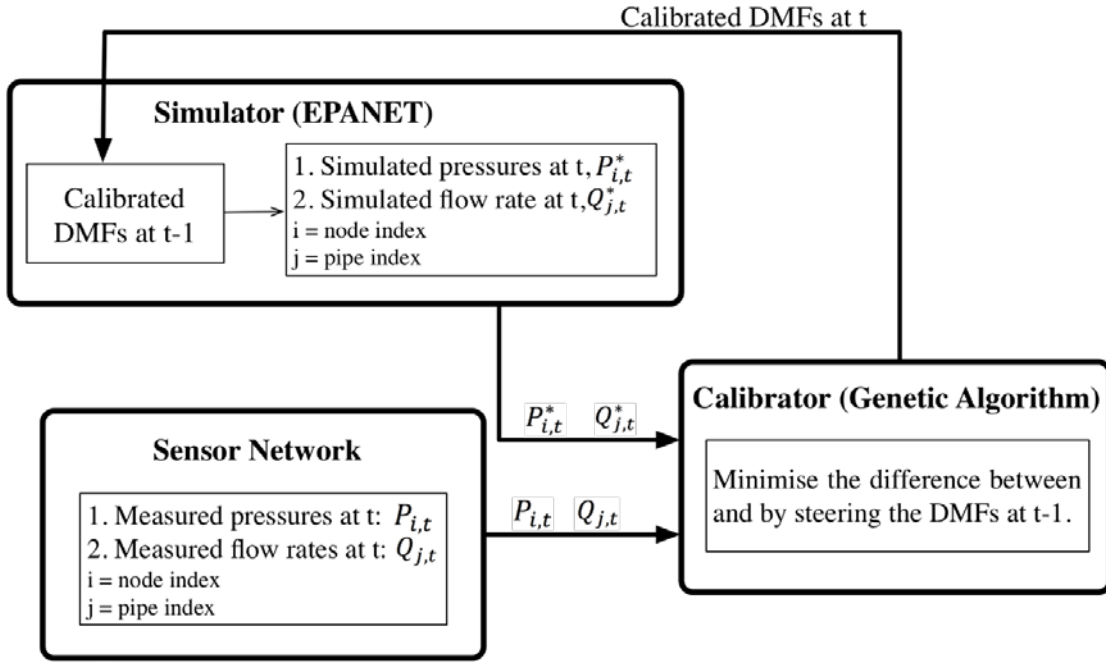 Calibrated DMFs at t
Simulator (EPANET)
Calibrated
DMFs at t-1
1. Simulated pressures at t, P*i,t
2. Simulated flow rate at t, Q*j,t
i = node index
j = pipe index
P*i,t Q*j,t
Sensor Network
1. Measured pressures at t: Pi,t
2. Measured flow rates at t: Qj,t
i = node index
j = pipe index
Pi,t Qj,t
Calibrator (Genetic Algorithm)
Minimise the difference between
and by steering the DMFs at t-1.